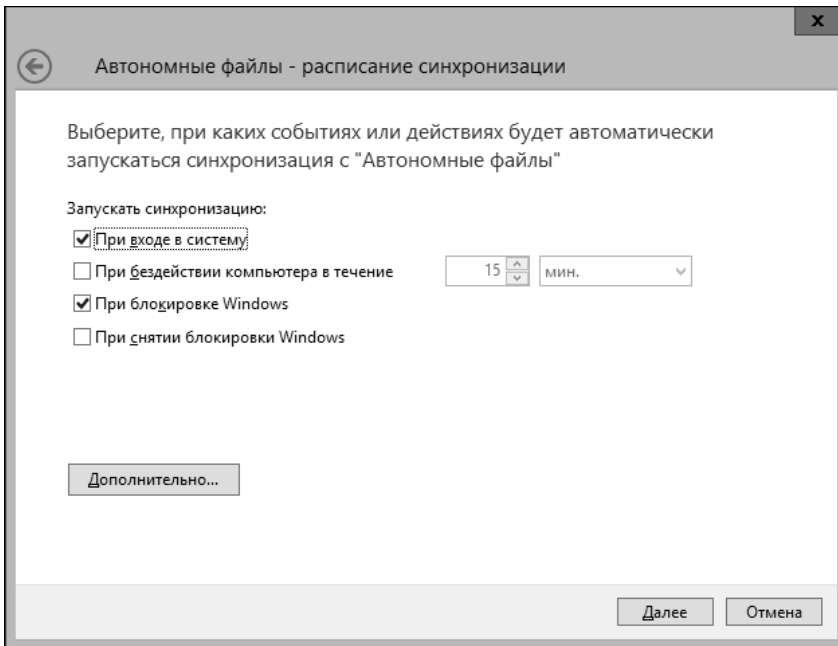 x
Автономные файлы - расписание синхронизации
Выберите, при каких событиях или действиях будет автоматически
запускаться синхронизация с "Автономные файлы"
Запускать синхронизацию:
При входе в систему
При бездействии компьютера в течение 15 мин.
При блокировке Windows
При снятии блокировки Windows
Дополнительно...
Далее Отмена